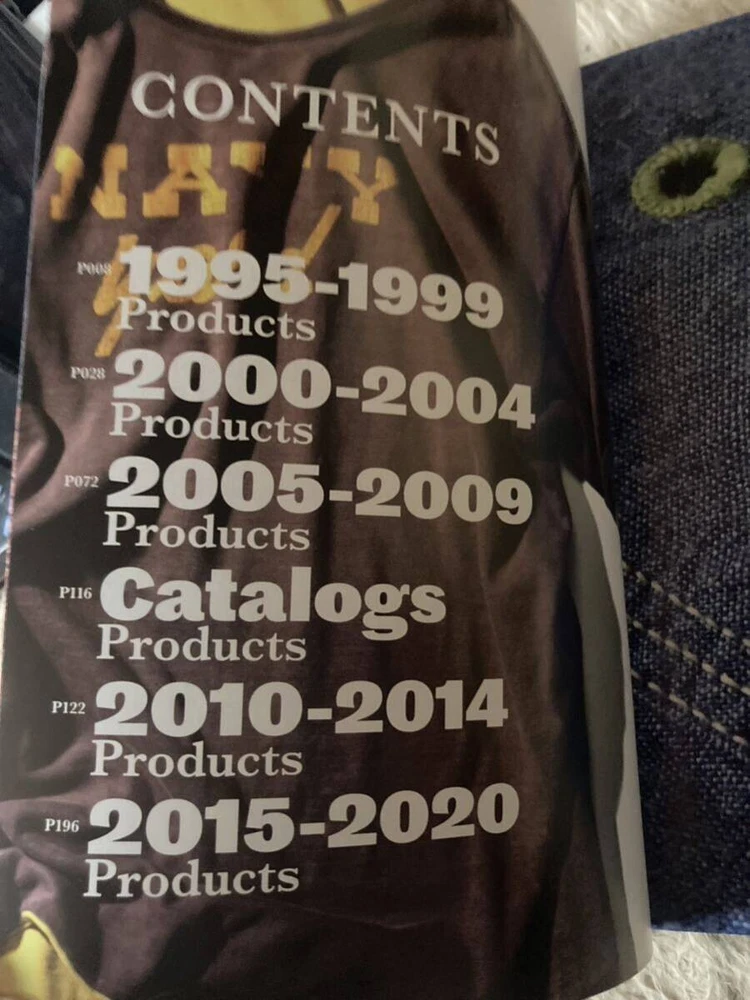 CONTENTS
NAVY
P008 1995-1999
Products
P028 2000-2004
Products
P072 2005-2009
Products
P116 Catalogs
Products
P122 2010-2014
Products
P196 2015-2020
Products